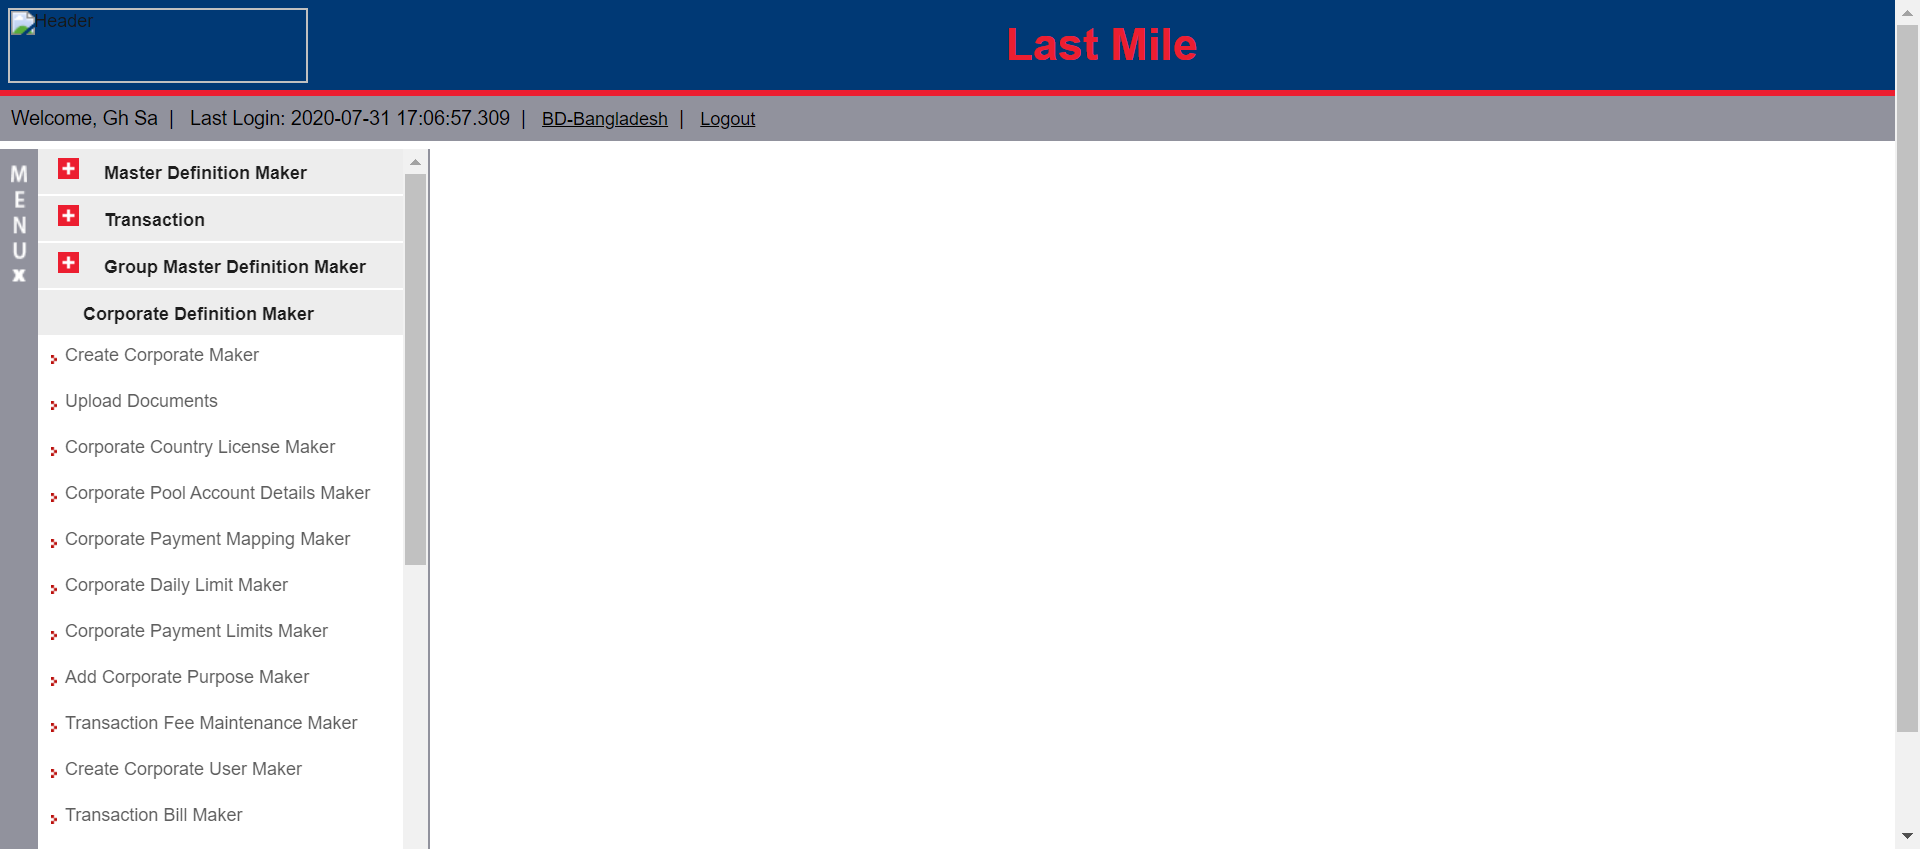 Header
Last Mile
Welcome, Gh Sa | Last Login: 2020-07-31 17:06:57.309 | BD-Bangladesh | Logout
MENU
x
Master Definition Maker
Transaction
Group Master Definition Maker
Corporate Definition Maker
Create Corporate Maker
Upload Documents
Corporate Country License Maker
Corporate Pool Account Details Maker
Corporate Payment Mapping Maker
Corporate Daily Limit Maker
Corporate Payment Limits Maker
Add Corporate Purpose Maker
Transaction Fee Maintenance Maker
Create Corporate User Maker
Transaction Bill Maker